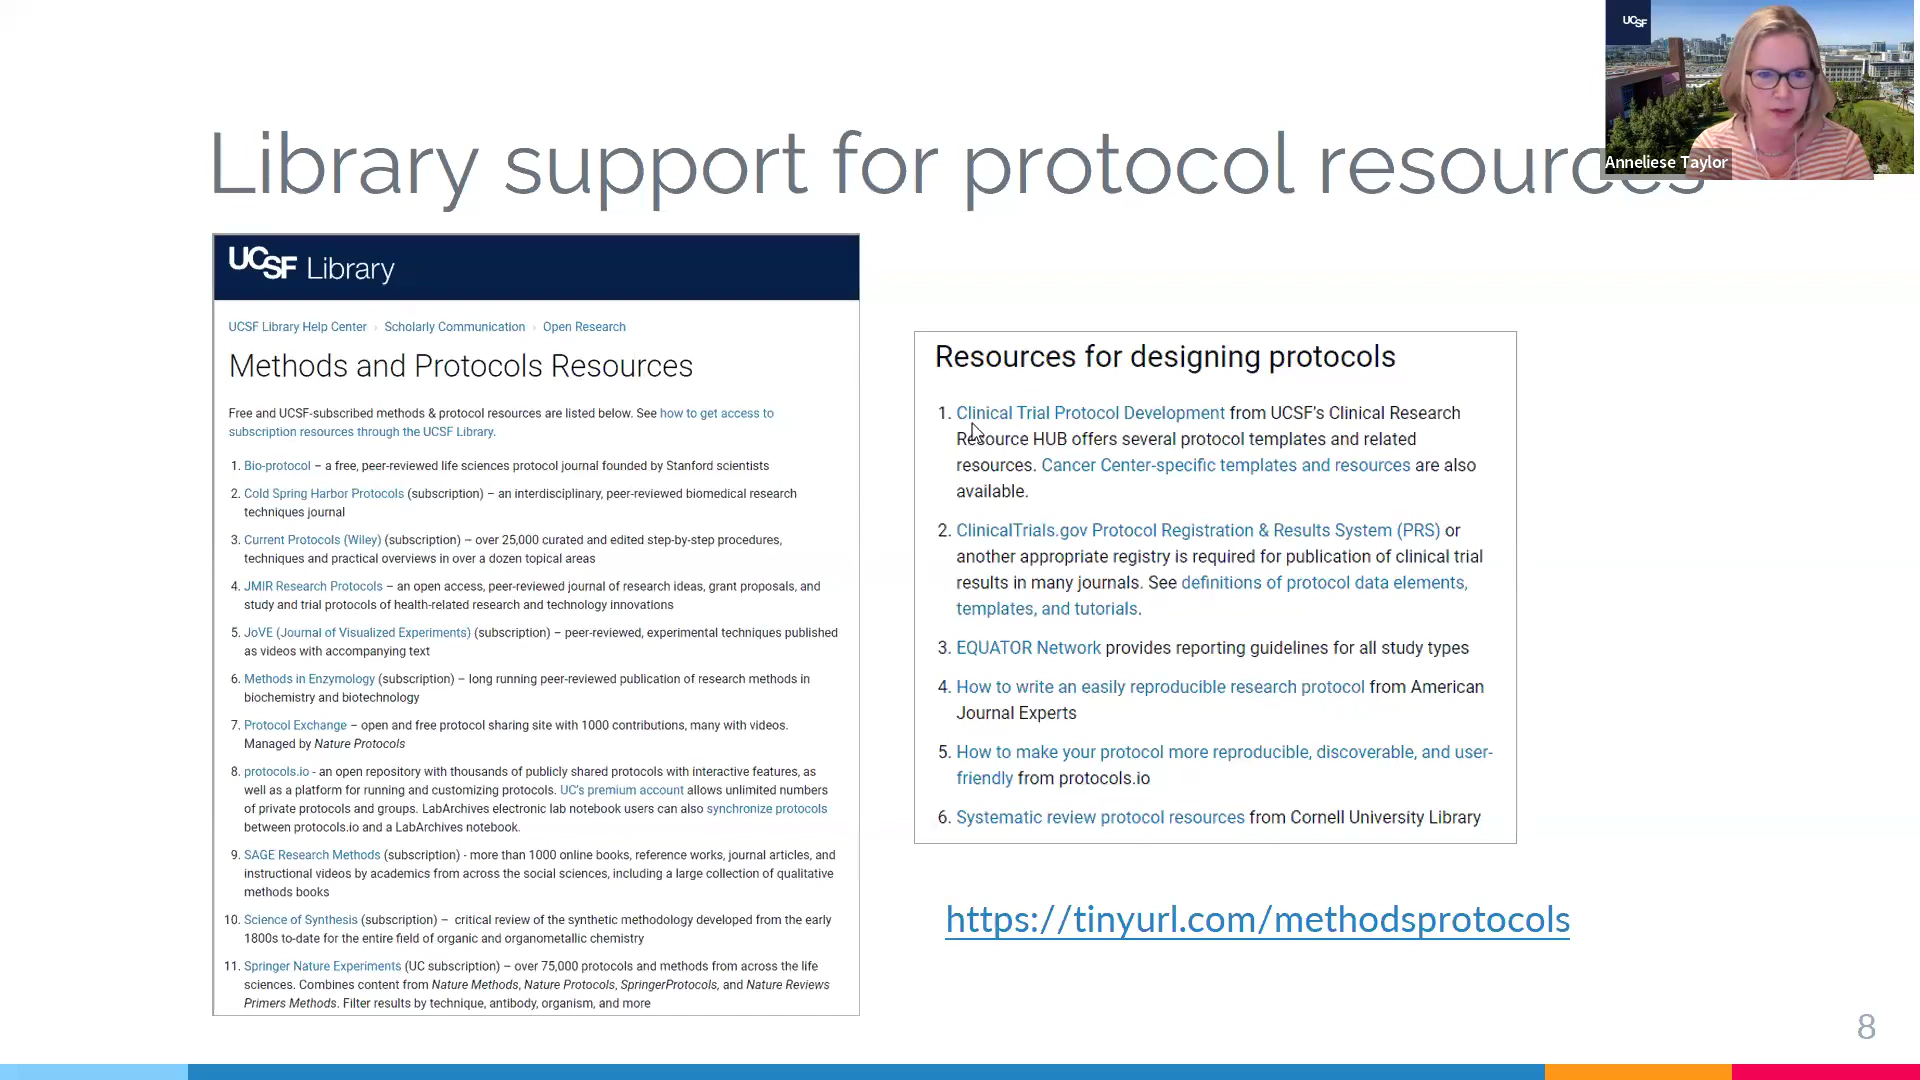 UCSF
Anneliese Taylor
Library support for protocol resources
UCSF Library
UCSF Library Help Center › Scholarly Communication › Open Research
Methods and Protocols Resources
Free and UCSF-subscribed methods & protocol resources are listed below. See how to get access to
subscription resources through the UCSF Library.
1. Bio-protocol – a free, peer-reviewed life sciences protocol journal founded by Stanford scientists
2. Cold Spring Harbor Protocols (subscription) – an interdisciplinary, peer-reviewed biomedical research
techniques journal
3. Current Protocols (Wiley) (subscription) – over 25,000 curated and edited step-by-step procedures,
techniques and practical overviews in over a dozen topical areas
4. JMIR Research Protocols – an open access, peer-reviewed journal of research ideas, grant proposals, and
study and trial protocols of health-related research and technology innovations
5. JoVE (Journal of Visualized Experiments) (subscription) – peer-reviewed, experimental techniques published
as videos with accompanying text
6. Methods in Enzymology (subscription) – long running peer-reviewed publication of research methods in
biochemistry and biotechnology
7. Protocol Exchange – open and free protocol sharing site with 1000 contributions, many with videos.
Managed by Nature Protocols
8. protocols.io - an open repository with thousands of publicly shared protocols with interactive features, as
well as a platform for running and customizing protocols. UC's premium account allows unlimited numbers
of private protocols and groups. LabArchives electronic lab notebook users can also synchronize protocols
between protocols.io and a LabArchives notebook.
9. SAGE Research Methods (subscription) - more than 1000 online books, reference works, journal articles, and
instructional videos by academics from across the social sciences, including a large collection of qualitative
methods books
10. Science of Synthesis (subscription) – critical review of the synthetic methodology developed from the early
1800s to-date for the entire field of organic and organometallic chemistry
11. Springer Nature Experiments (UC subscription) – over 75,000 protocols and methods from across the life
sciences. Combines content from Nature Methods, Nature Protocols, SpringerProtocols, and Nature Reviews
Primers Methods. Filter results by technique, antibody, organism, and more
Resources for designing protocols
1. Clinical Trial Protocol Development from UCSF's Clinical Research
Resource HUB offers several protocol templates and related
resources. Cancer Center-specific templates and resources are also
available.
2. ClinicalTrials.gov Protocol Registration & Results System (PRS) or
another appropriate registry is required for publication of clinical trial
results in many journals. See definitions of protocol data elements,
templates, and tutorials.
3. EQUATOR Network provides reporting guidelines for all study types
4. How to write an easily reproducible research protocol from American
Journal Experts
5. How to make your protocol more reproducible, discoverable, and user-
friendly from protocols.io
6. Systematic review protocol resources from Cornell University Library
https://tinyurl.com/methodsprotocols
8